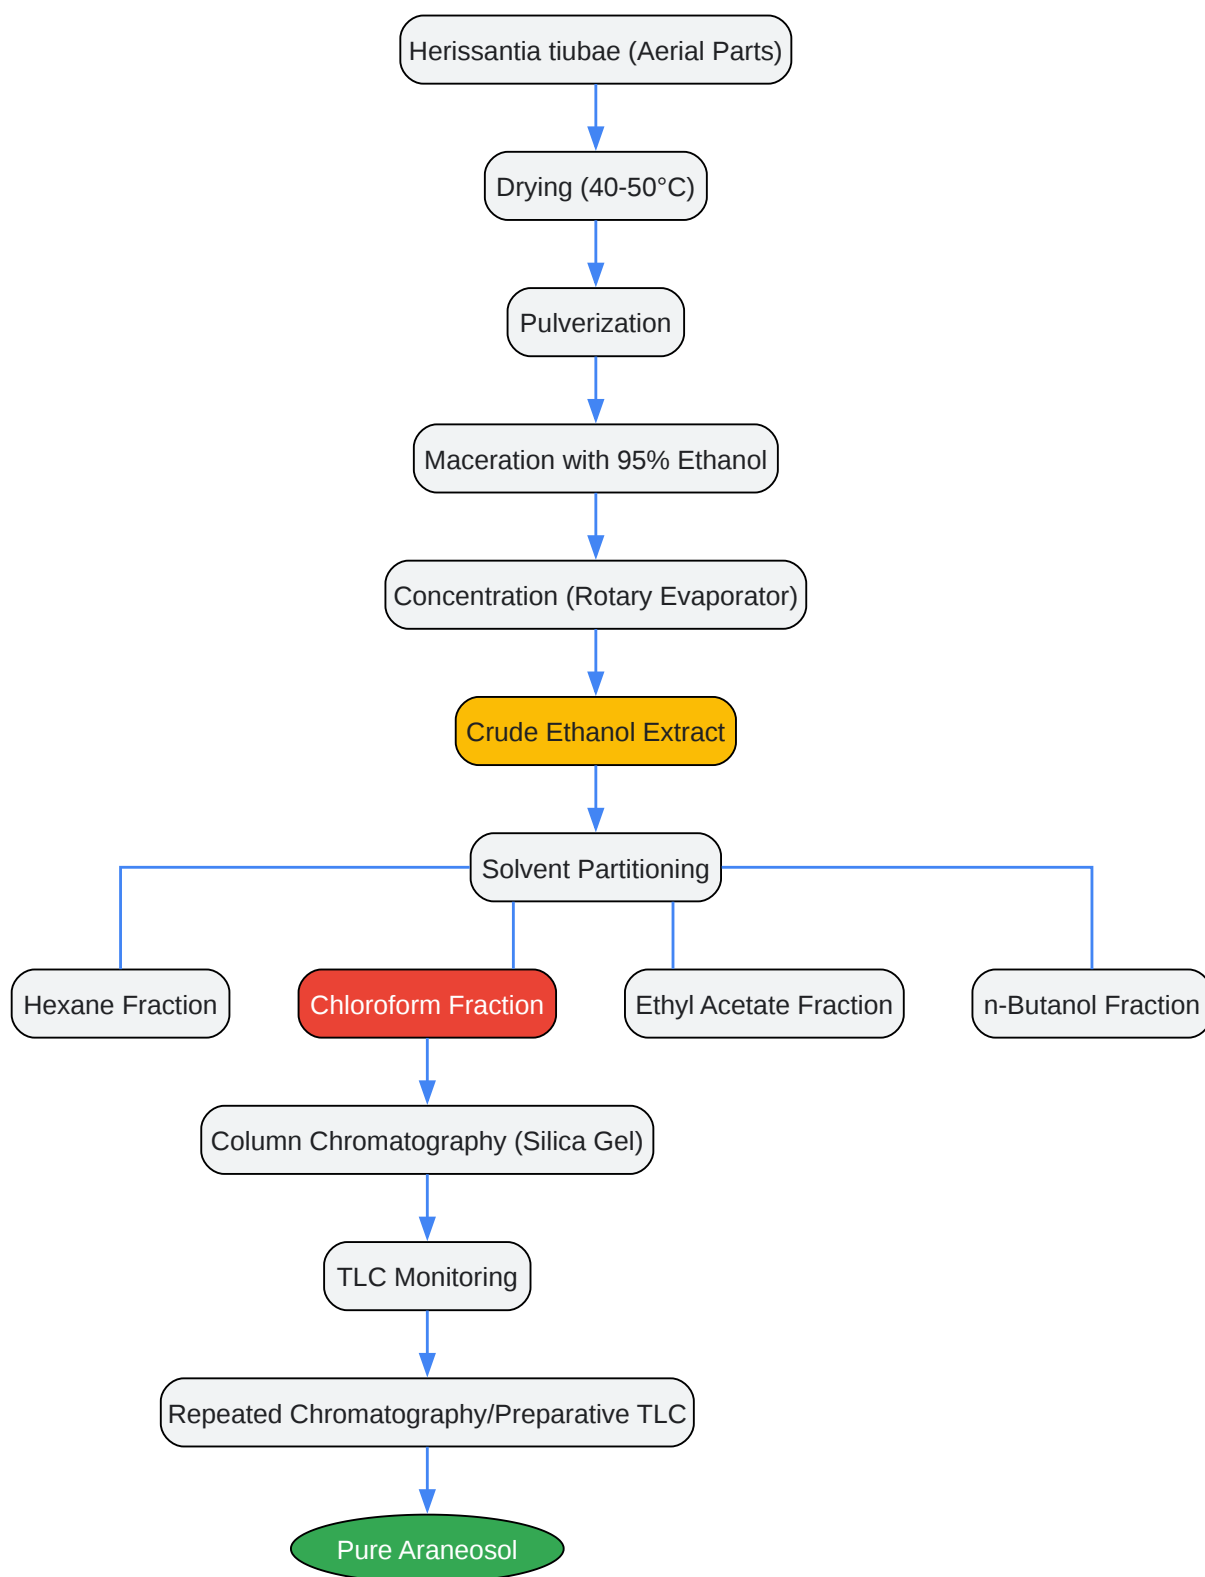 Herissantia tiubae (Aerial Parts)
Drying (40-50°C)
Pulverization
Maceration with 95% Ethanol
Concentration (Rotary Evaporator)
Crude Ethanol Extract
Solvent Partitioning
Hexane Fraction
Chloroform Fraction
Ethyl Acetate Fraction
n-Butanol Fraction
Column Chromatography (Silica Gel)
TLC Monitoring
Repeated Chromatography/Preparative TLC
Pure Araneosol